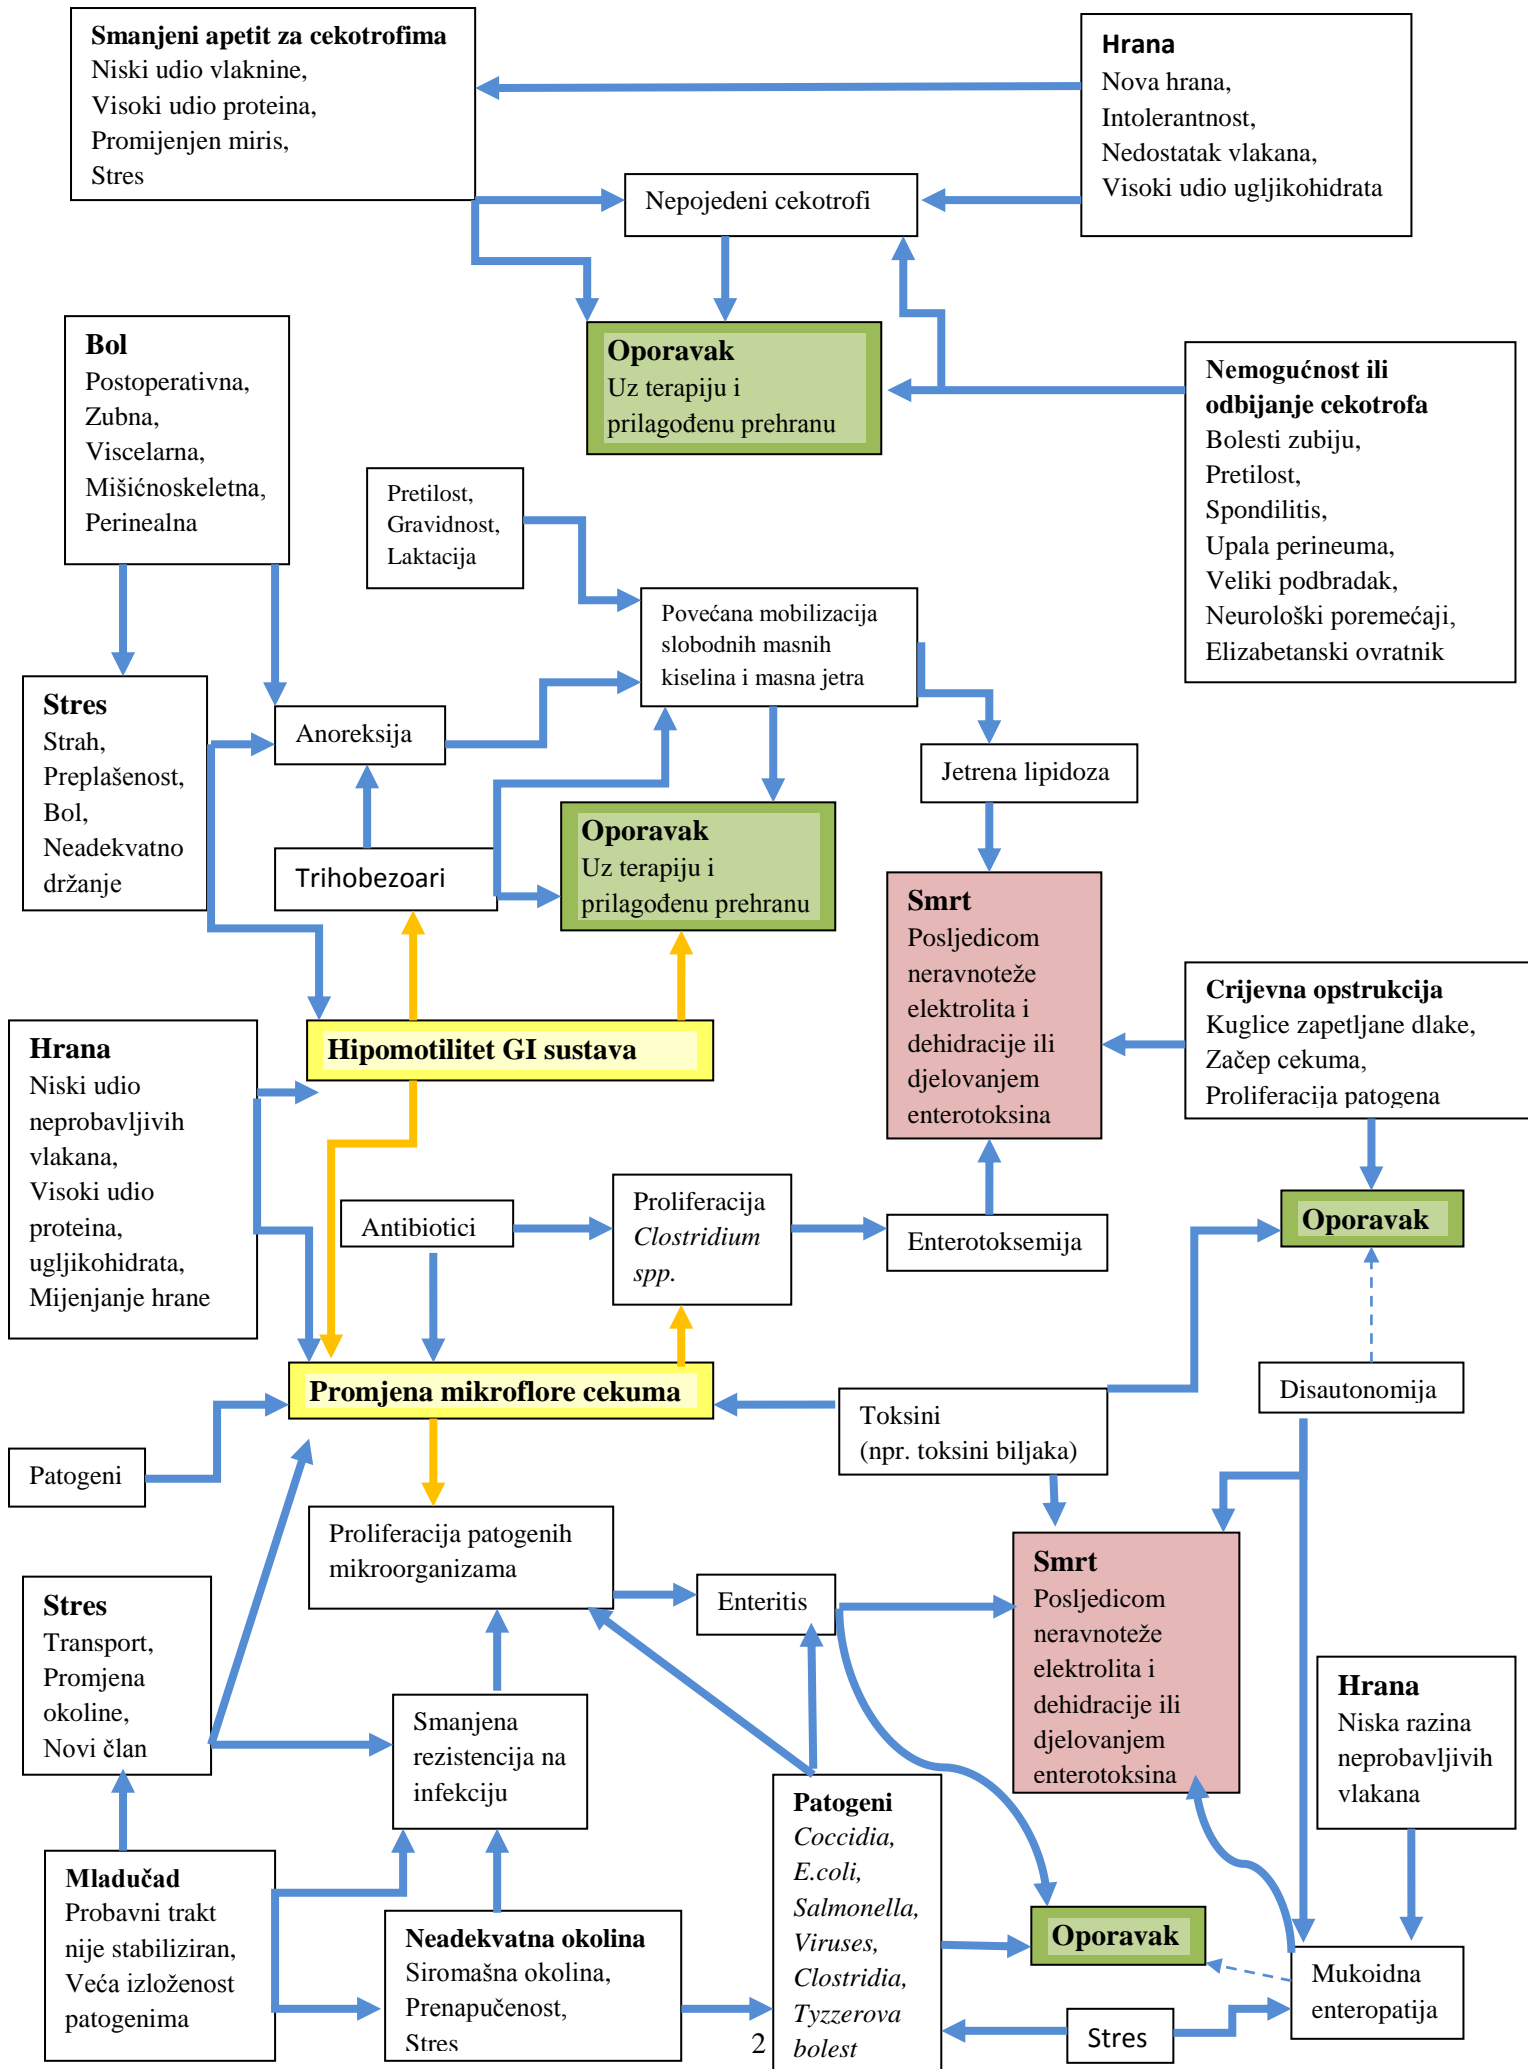 Smanjeni apetit za cekotrofima
Niski udio vlaknine,
Visoki udio proteina,
Promijenjen miris,
Stres
Hrana
Nova hrana,
Intolerantnost,
Nedostatak vlakana,
Visoki udio ugljikohidrata
Nepojedeni cekotrofi
Oporavak
Uz terapiju i
prilagođenu prehranu
Bol
Postoperativna,
Zubna,
Viscelarna,
Mišićnoskeletna,
Perinealna
Nemogućnost ili
odbijanje cekotrofa
Bolesti zubiju,
Pretilost,
Spondilitis,
Upala perineuma,
Veliki podbradak,
Neurološki poremećaji,
Elizabetanski ovratnik
Pretilost,
Gravidnost,
Laktacija
Povećana mobilizacija
slobodnih masnih
kiselina i masna jetra
Stres
Strah,
Preplašenost,
Bol,
Neadekvatno
držanje
Anoreksija
Jetrena lipidoza
Trihobezoari
Oporavak
Uz terapiju i
prilagođenu prehranu
Smrt
Posljedicom
neravnoteže
elektrolita i
dehidracije ili
djelovanjem
enterotoksina
Crijevna opstrukcija
Kuglice zapetljane dlake,
Začep cekuma,
Proliferacija patogena
Hipomotilitet GI sustava
Hrana
Niski udio
neprobavljivih
vlakana,
Visoki udio
proteina,
ugljikohidrata,
Mijenjanje hrane
Antibiotici
Proliferacija
Clostridium
spp.
Enterotoksemija
Oporavak
Promjena mikroflore cekuma
Toksini
(npr. toksini biljaka)
Disautonomija
Patogeni
Proliferacija patogenih
mikroorganizama
Enteritis
Smrt
Posljedicom
neravnoteže
elektrolita i
dehidracije ili
djelovanjem
enterotoksina
Stres
Transport,
Promjena
okoline,
Novi član
Smanjena
rezistencija na
infekciju
Hrana
Niska razina
neprobavljivih
vlakana
Mladučad
Probavni trakt
nije stabiliziran,
Veća izloženost
patogenima
Neadekvatna okolina
Siromašna okolina,
Prenapučenost,
Stres
Patogeni
Coccidia,
E.coli,
Salmonella,
Viruses,
Clostridia,
Tyzzerova
bolest
Oporavak
Mukoidna
enteropatija
Stres
2